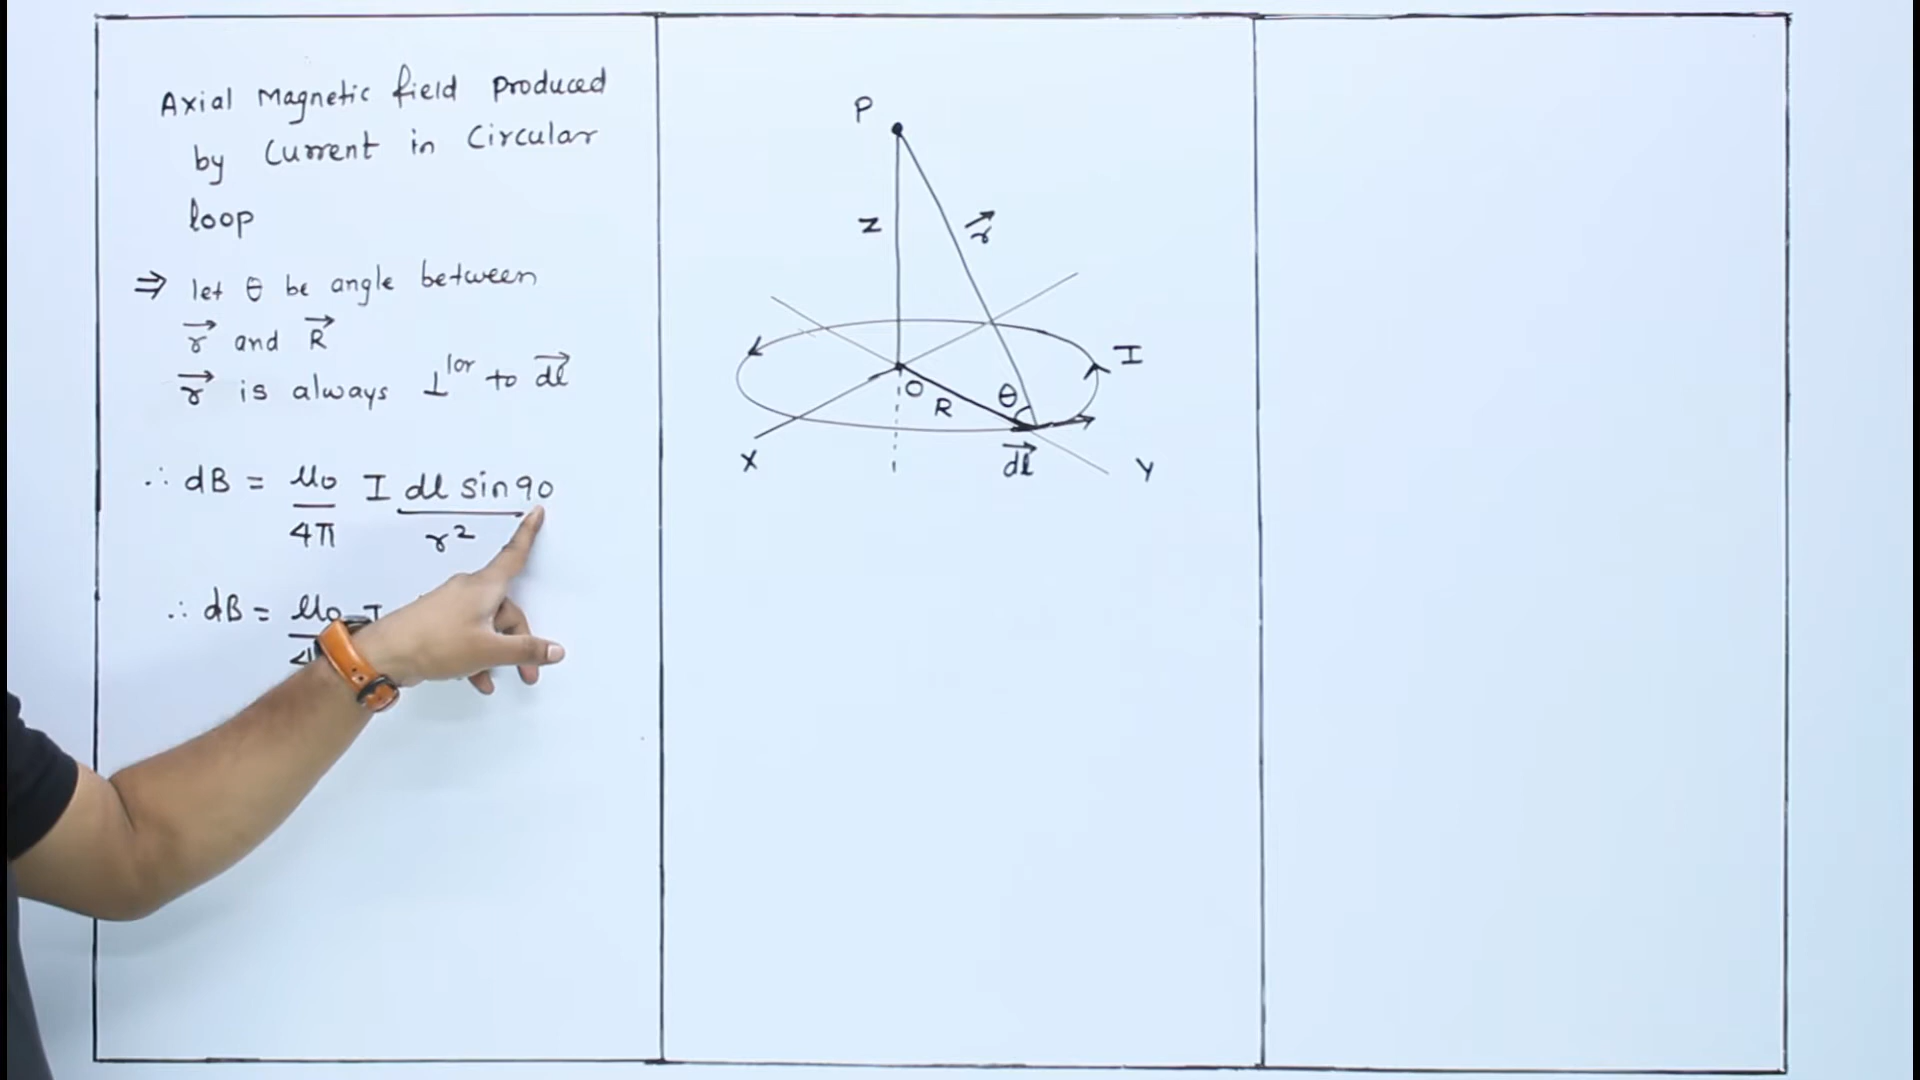 Axial Magnetic field produced
by Current in Circular
loop
⇒ let θ be angle between
r⃗ and R⃗
r⃗ is always ⊥lar to dl⃗
∴ dB = μ0/4π I dl sin90/r²
∴ dB = μ0 I
P
Z
r⃗
I
O
R
θ
dl⃗
X
Y